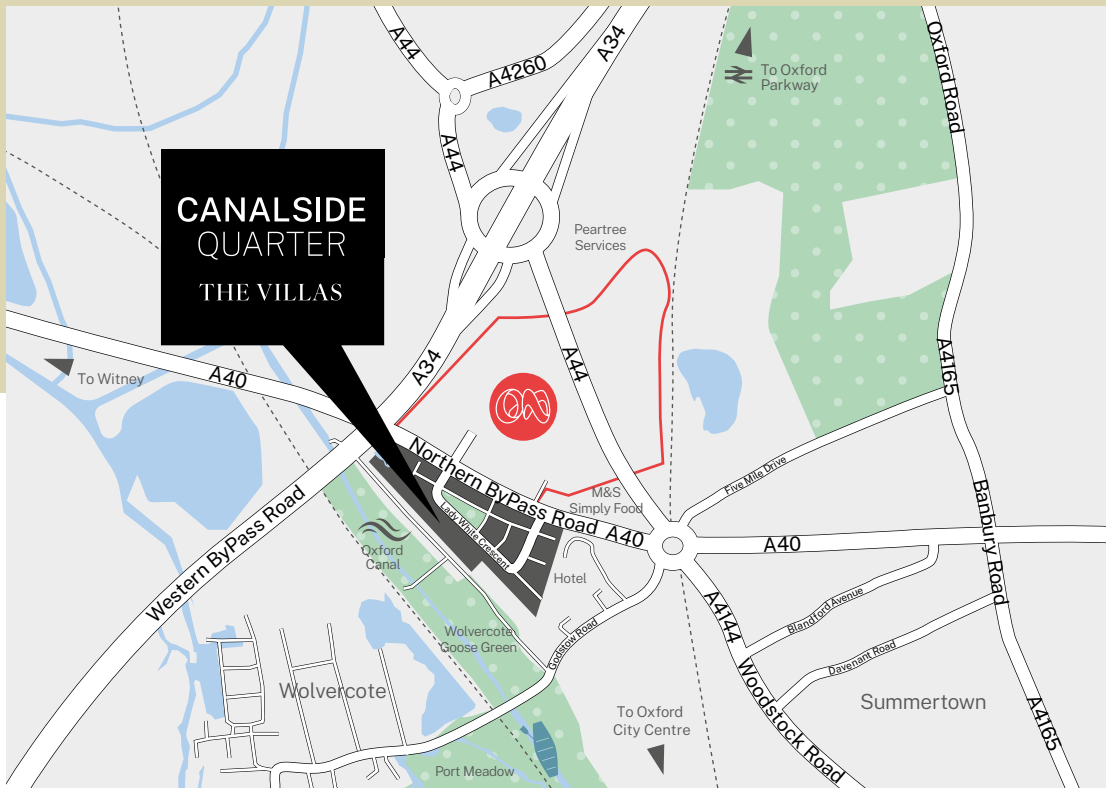 A44
A4260
A34
Oxford Road
To Oxford
Parkway
A44
CANALSIDE
QUARTER
THE VILLAS
Peartree
Services
A34
A44
A4165
To Witney
A40
Northern ByPass Road
A40
M&S
Simply Food
Five Mile Drive
Lady White Crescent
Western ByPass Road
Oxford
Canal
Hotel
A40
Banbury Road
Wolvercote
Goose Green
Godstow Road
A4144
Blandford Avenue
Davenant Road
Wolvercote
Woodstock Road
Summertown
To Oxford
City Centre
A4165
Port Meadow